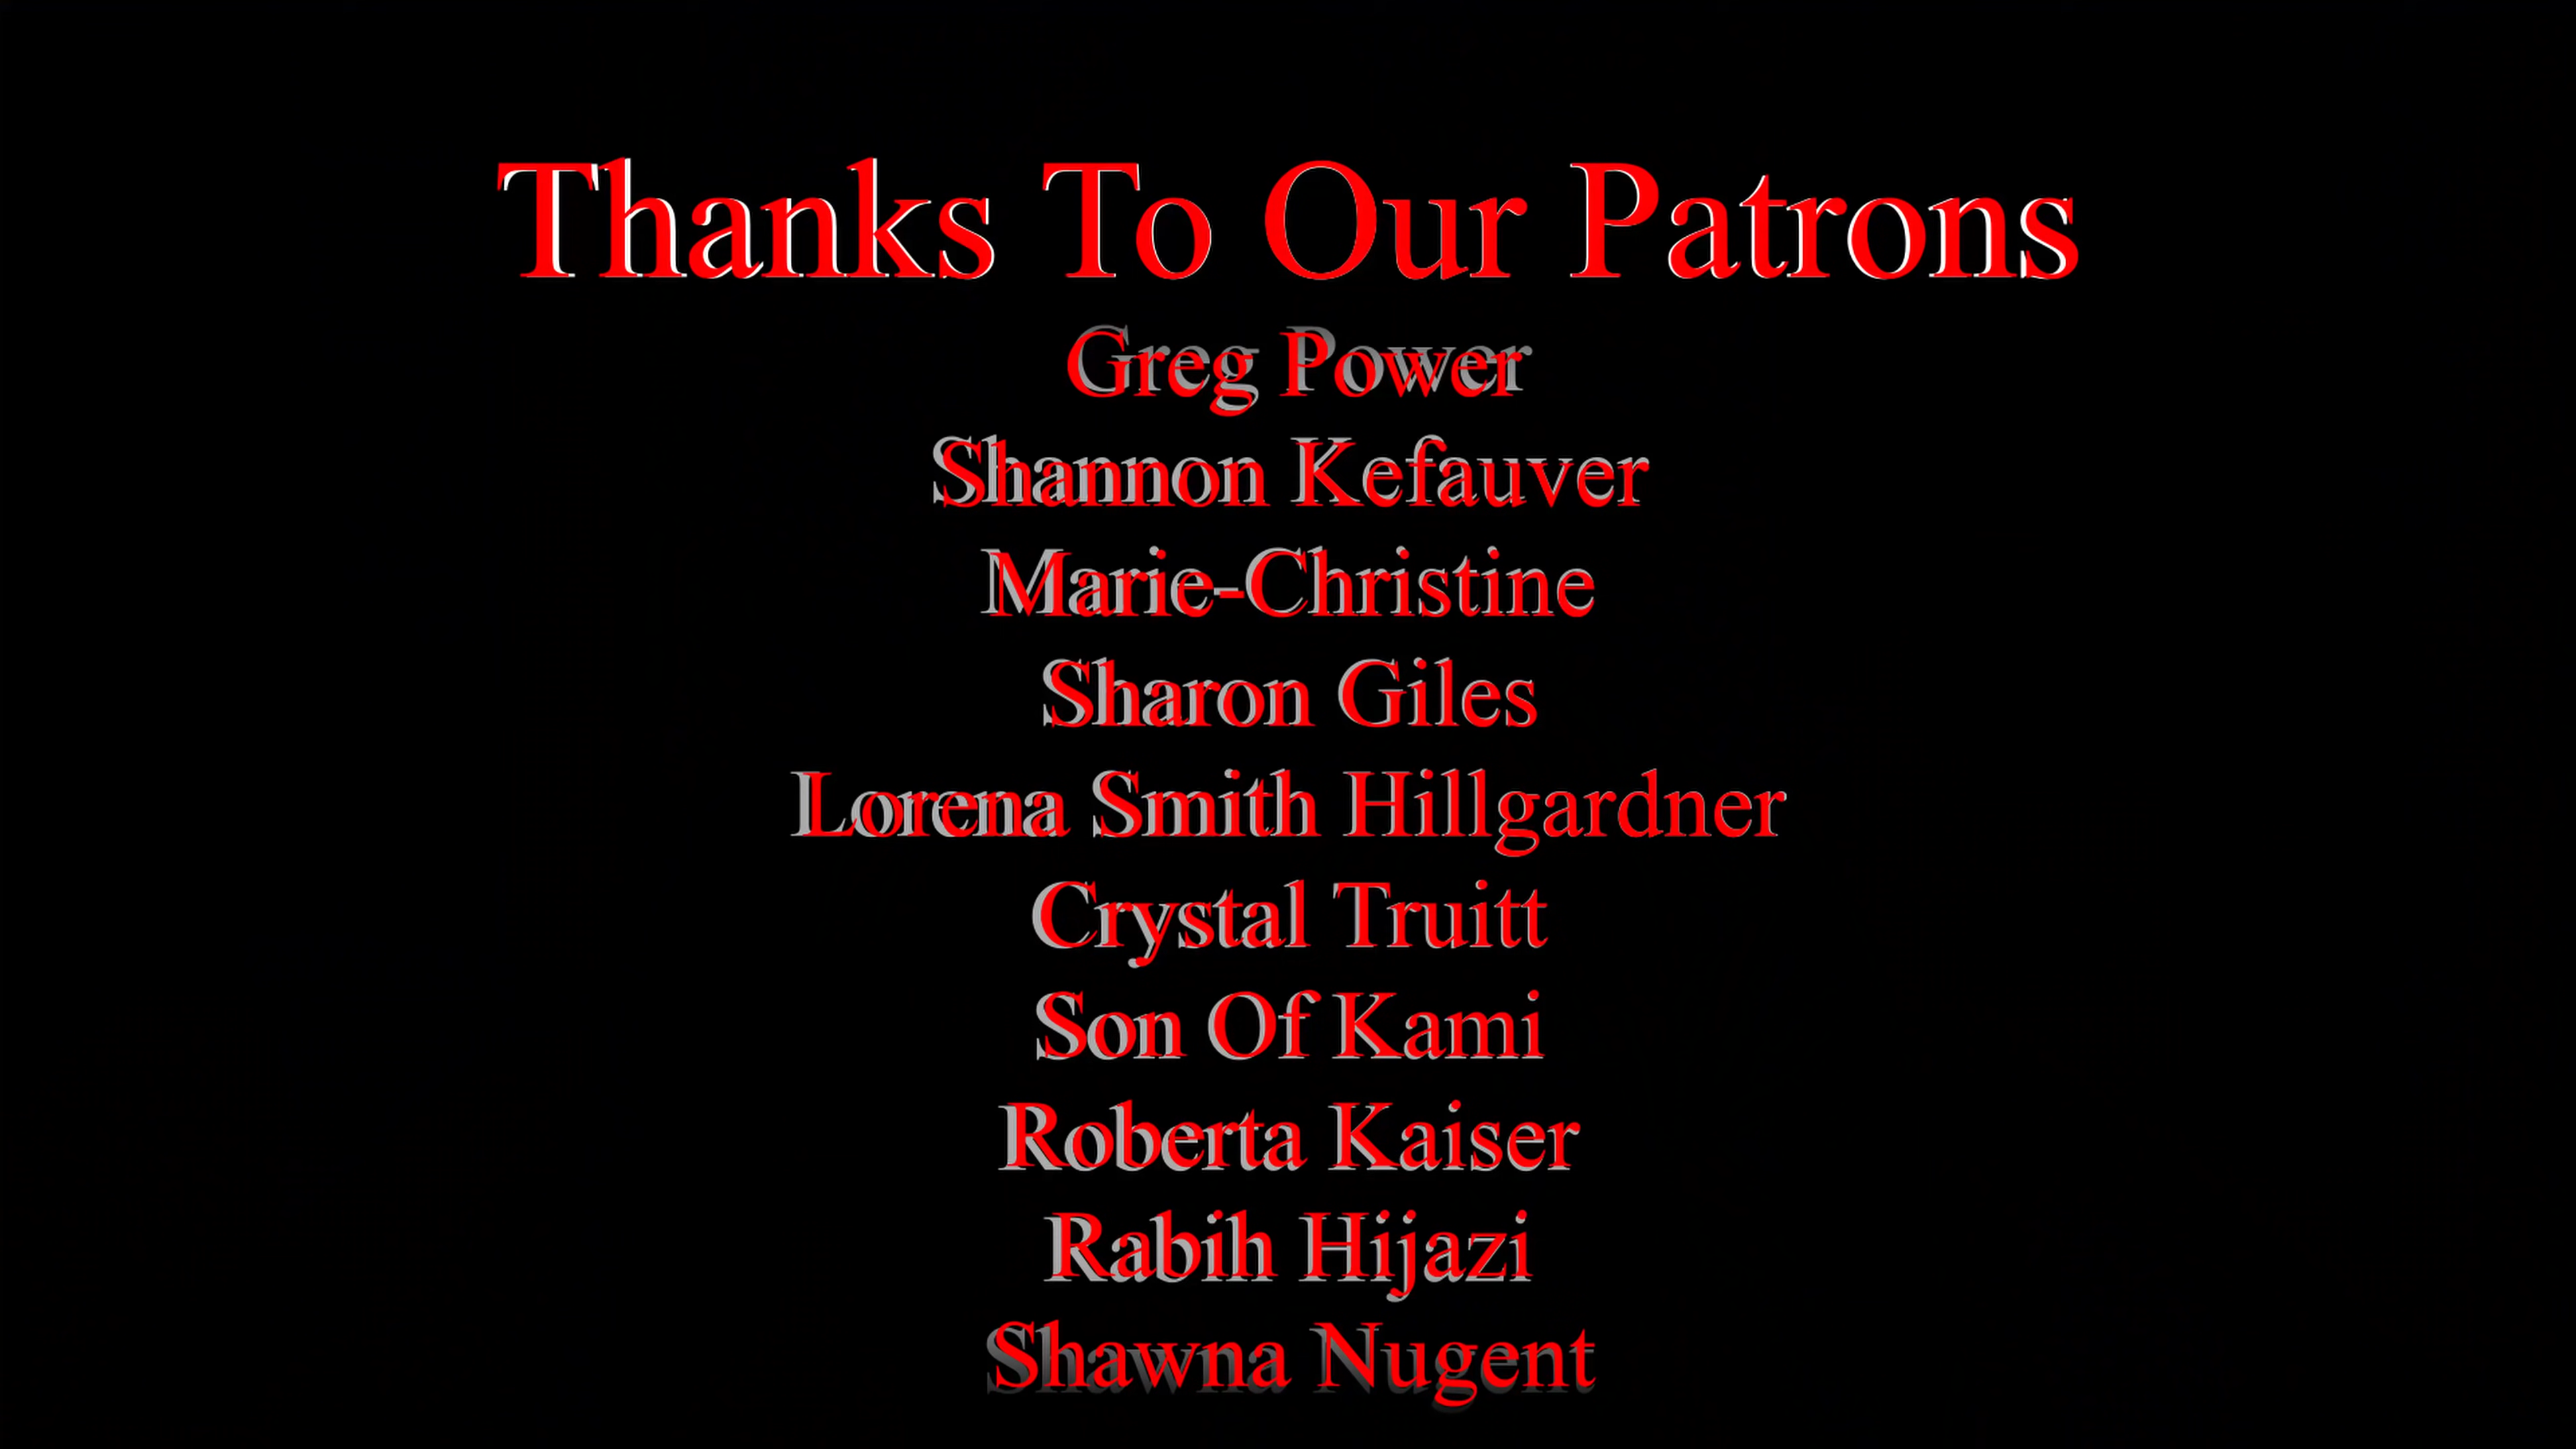 Thanks To Our Patrons
Greg Power
Shannon Kefauver
Marie-Christine
Sharon Giles
Lorena Smith Hillgardner
Crystal Truitt
Son Of Kami
Roberta Kaiser
Rabih Hijazi
Shawna Nugent